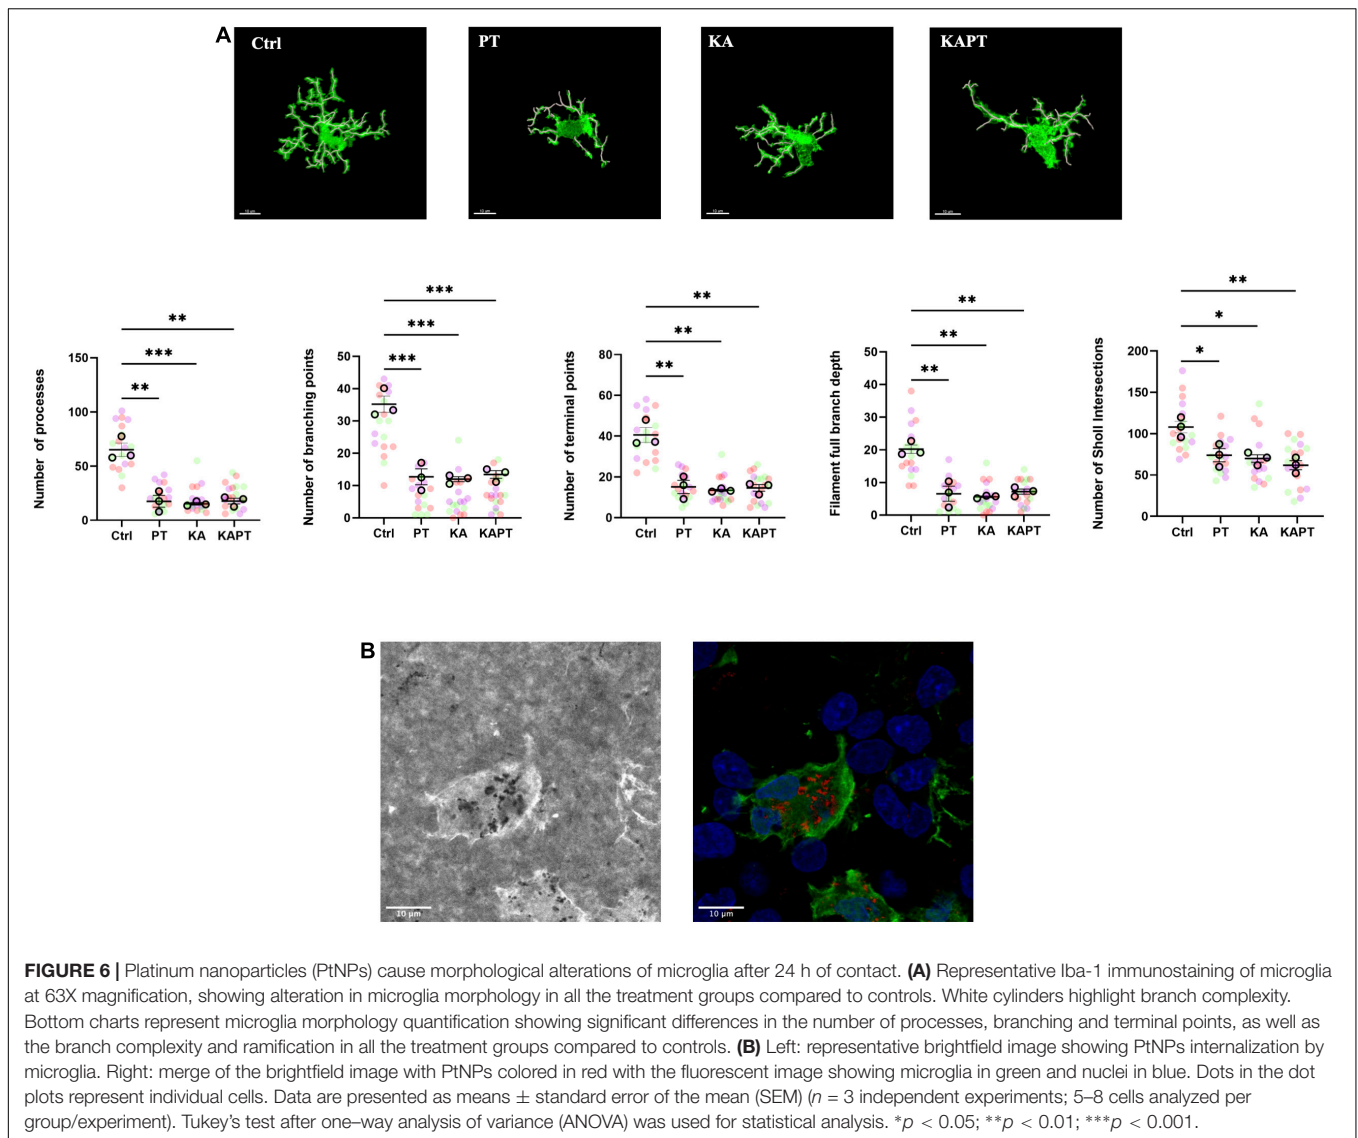 A
Ctrl
PT
KA
KAPT
10 µm
10 µm
10 µm
10 µm
Number of processes
150
100
50
0
**
***
**
Ctrl PT KA KAPT
Number of branching points
50
40
30
20
10
0
***
***
***
Ctrl PT KA KAPT
Number of terminal points
80
60
40
20
0
**
**
**
Ctrl PT KA KAPT
Filament full branch depth
50
40
30
20
10
0
**
**
**
Ctrl PT KA KAPT
Number of Sholl Intersections
200
150
100
50
0
**
*
*
Ctrl PT KA KAPT
B
10 µm
10 µm
FIGURE 6 | Platinum nanoparticles (PtNPs) cause morphological alterations of microglia after 24 h of contact. (A) Representative Iba-1 immunostaining of microglia
at 63X magnification, showing alteration in microglia morphology in all the treatment groups compared to controls. White cylinders highlight branch complexity.
Bottom charts represent microglia morphology quantification showing significant differences in the number of processes, branching and terminal points, as well as
the branch complexity and ramification in all the treatment groups compared to controls. (B) Left: representative brightfield image showing PtNPs internalization by
microglia. Right: merge of the brightfield image with PtNPs colored in red with the fluorescent image showing microglia in green and nuclei in blue. Dots in the dot
plots represent individual cells. Data are presented as means ± standard error of the mean (SEM) (n = 3 independent experiments; 5–8 cells analyzed per
group/experiment). Tukey's test after one–way analysis of variance (ANOVA) was used for statistical analysis. *p < 0.05; **p < 0.01; ***p < 0.001.